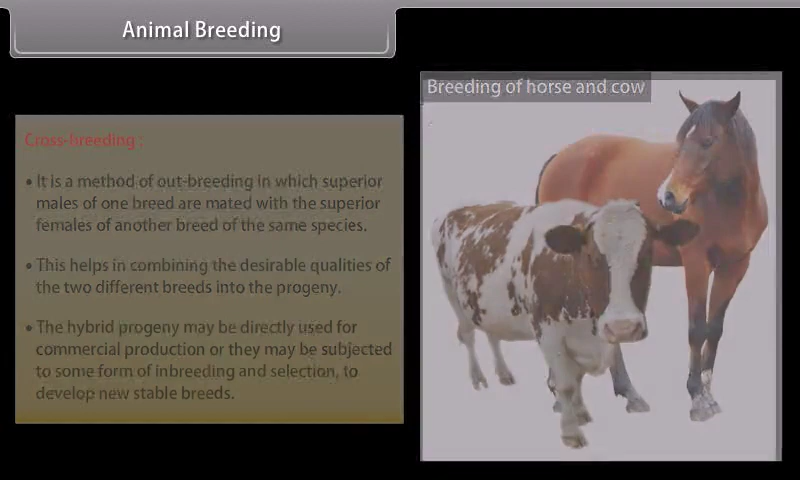 Animal Breeding
Breeding of horse and cow
Cross-breeding :
• It is a method of out-breeding in which superior
males of one breed are mated with the superior
females of another breed of the same species.
• This helps in combining the desirable qualities of
the two different breeds into the progeny.
• The hybrid progeny may be directly used for
commercial production or they may be subjected
to some form of inbreeding and selection, to
develop new stable breeds.